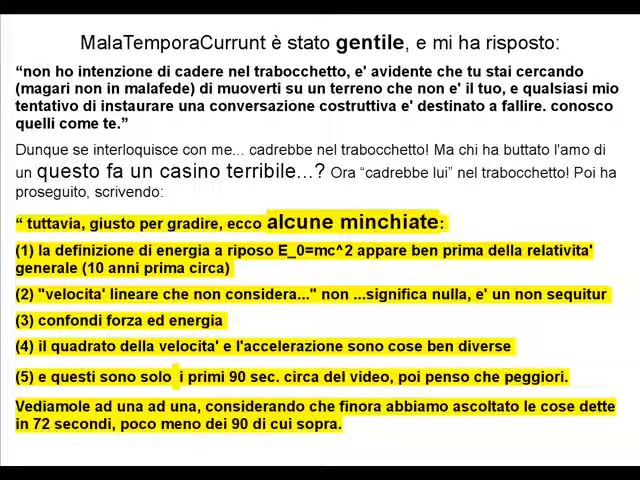 MalaTemporaCurrunt è stato gentile, e mi ha risposto:
“non ho intenzione di cadere nel trabocchetto, e' avidente che tu stai cercando
(magari non in malafede) di muoverti su un terreno che non e' il tuo, e qualsiasi mio
tentativo di instaurare una conversazione costruttiva e' destinato a fallire. conosco
quelli come te.”
Dunque se interloquisce con me... cadrebbe nel trabocchetto! Ma chi ha buttato l'amo di
un questo fa un casino terribile...? Ora “cadrebbe lui” nel trabocchetto! Poi ha
proseguito, scrivendo:
“ tuttavia, giusto per gradire, ecco alcune minchiate:
(1) la definizione di energia a riposo E_0=mc^2 appare ben prima della relativita'
generale (10 anni prima circa)
(2) "velocita' lineare che non considera..." non ...significa nulla, e' un non sequitur
(3) confondi forza ed energia
(4) il quadrato della velocita' e l'accelerazione sono cose ben diverse
(5) e questi sono solo i primi 90 sec. circa del video, poi penso che peggiori.
Vediamole ad una ad una, considerando che finora abbiamo ascoltato le cose dette
in 72 secondi, poco meno dei 90 di cui sopra.